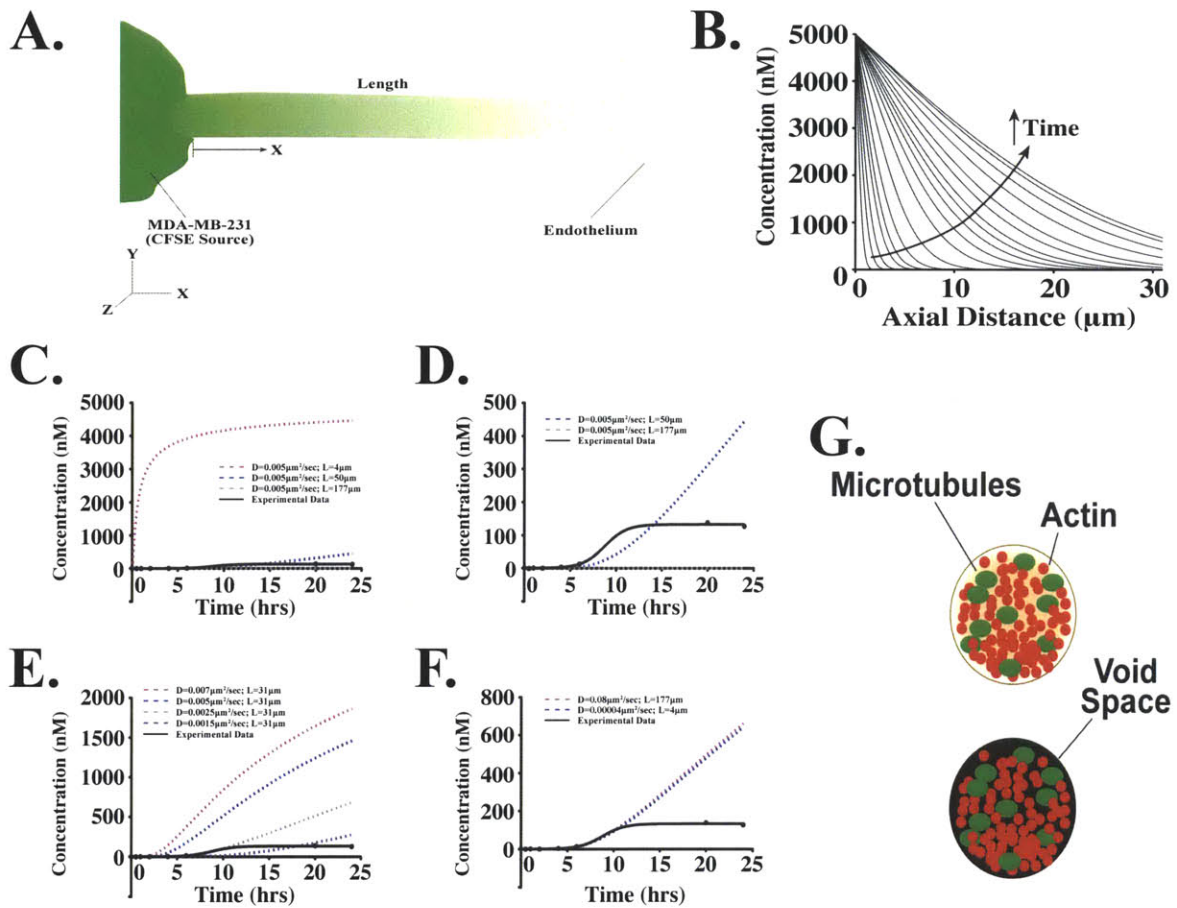 A.
Length
X
MDA-MB-231
(CFSE Source)
Endothelium
Y
Z
X
B.
Concentration (nM)
5000
4000
3000
2000
1000
0
Time
0
10
20
30
Axial Distance (µm)
C.
Concentration (nM)
5000
4000
3000
2000
1000
0
D=0.005µm²/sec; L=4µm
D=0.005µm²/sec; L=50µm
D=0.005µm²/sec; L=177µm
Experimental Data
0 5 10 15 20 25
Time (hrs)
D.
Concentration (nM)
500
400
300
200
100
0
D=0.005µm²/sec; L=50µm
D=0.005µm²/sec; L=177µm
Experimental Data
0 5 10 15 20 25
Time (hrs)
G.
Microtubules
Actin
Void
Space
E.
Concentration (nM)
2000
1500
1000
500
0
D=0.007µm²/sec; L=31µm
D=0.005µm²/sec; L=31µm
D=0.0025µm²/sec; L=31µm
D=0.0015µm²/sec; L=31µm
Experimental Data
0 5 10 15 20 25
Time (hrs)
F.
Concentration (nM)
800
600
400
200
0
D=0.08µm²/sec; L=177µm
D=0.00004µm²/sec; L=4µm
Experimental Data
0 5 10 15 20 25
Time (hrs)